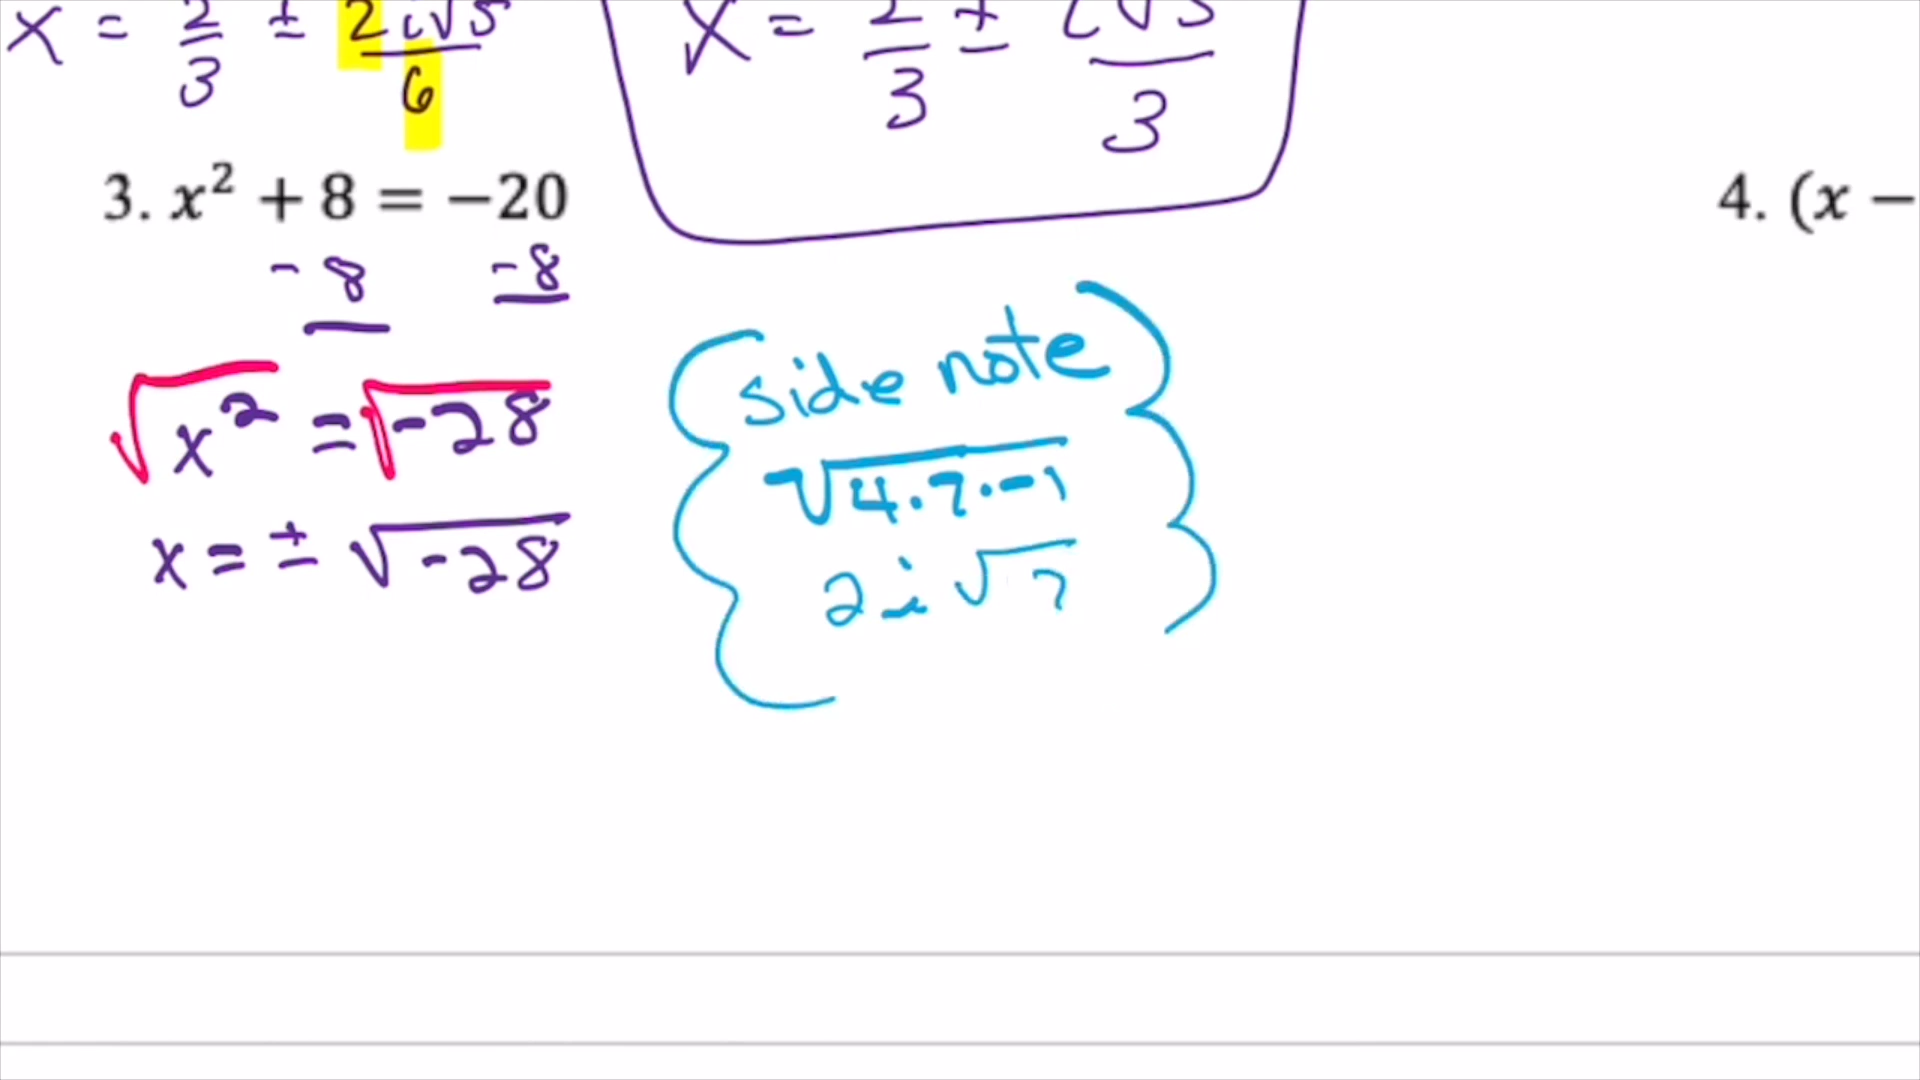 x = 2/3 ± 2i√5/6
x = 2/3 ± i√5/3
3. x² + 8 = −20
-8 -8
√x² = √-28
x = ± √-28
side note
√4·7·-1
2i√7
4. (x −